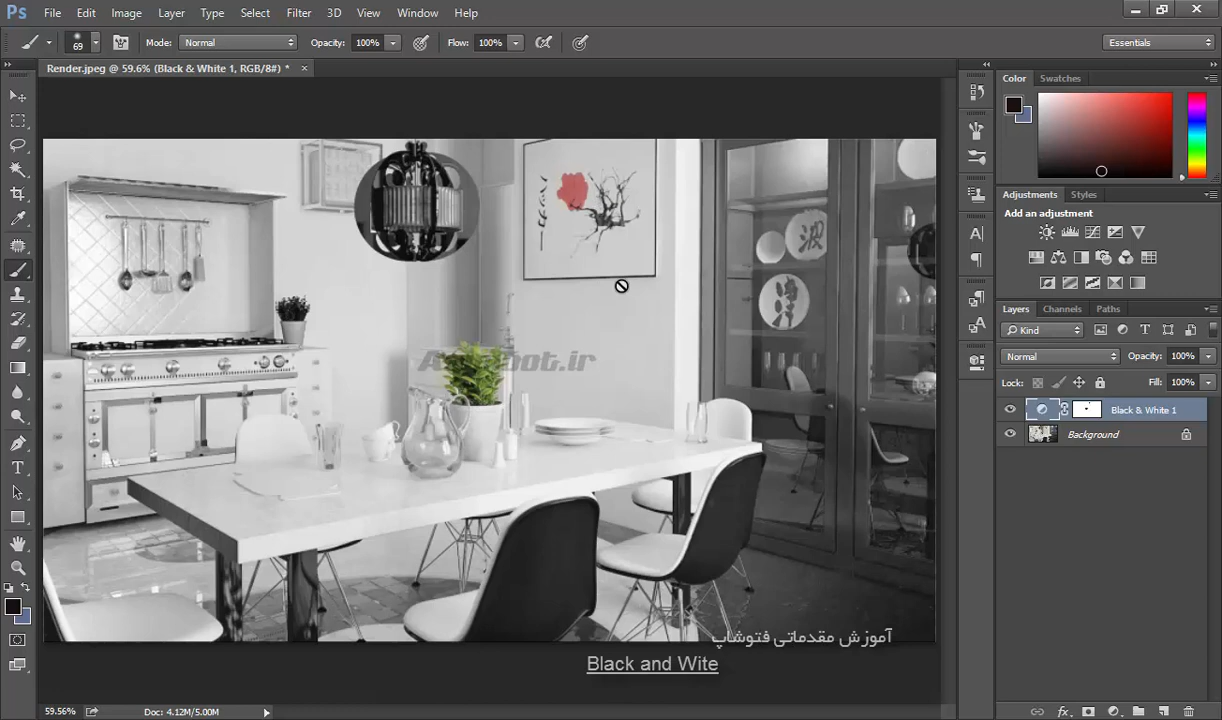 Ps File Edit Image Layer Type Select Filter 3D View Window Help
69 Mode: Normal Opacity: 100% Flow: 100% Essentials
Render.jpeg @ 59.6% (Black & White 1, RGB/8#) *
Color Swatches
Adjustments Styles
Add an adjustment
Layers Channels Paths
Kind
Normal Opacity: 100%
Lock: Fill: 100%
Black & White 1
Background
آموزش مقدماتی فتوشاپ
Black and Wite
59.56% Doc: 4.12M/5.00M